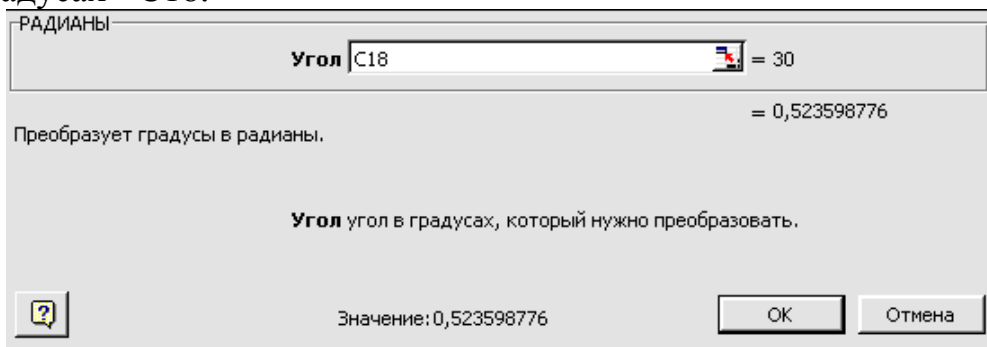 РАДИАНЫ
Угол C18 = 30
= 0,523598776
Преобразует градусы в радианы.
Угол угол в градусах, который нужно преобразовать.
Значение:0,523598776 OK Отмена